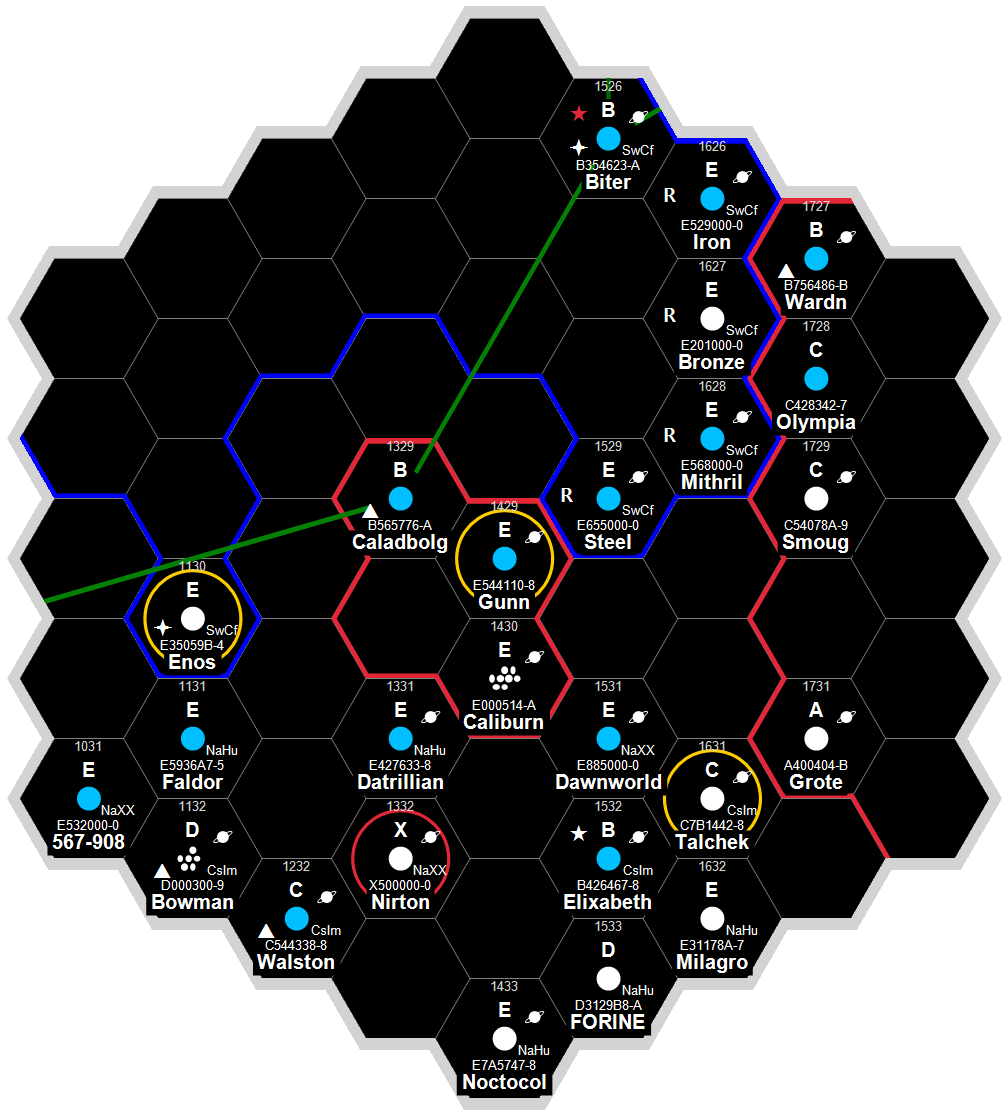 1526
B
SwCf
B354623-A
Biter
1626
E
R
SwCf
E529000-0
Iron
1727
B
B756486-B
Wardn
1627
E
R
SwCf
E201000-0
Bronze
1728
C
C428342-7
Olympia
1628
E
R
SwCf
E568000-0
Mithril
1329
B
B565776-A
Caladbolg
1529
E
R
SwCf
E655000-0
Steel
1729
C
C54078A-9
Smoug
1429
E
E544110-8
Gunn
1130
E
SwCf
E35059B-4
Enos
1430
E
E000514-A
Caliburn
1131
E
NaHu
E5936A7-5
Faldor
1331
E
NaHu
E427633-8
Datrillian
1531
E
NaXX
E885000-0
Dawnworld
1731
A
A400404-B
Grote
1031
E
NaXX
E532000-0
567-908
1631
C
CsIm
C7B1442-8
Talchek
1132
D
CsIm
D000300-9
Bowman
1332
X
NaXX
X500000-0
Nirton
1532
B
CsIm
B426467-8
Elixabeth
1232
C
CsIm
C544338-8
Walston
1632
E
NaHu
E31178A-7
Milagro
1533
D
NaHu
D3129B8-A
FORINE
1433
E
NaHu
E7A5747-8
Noctocol